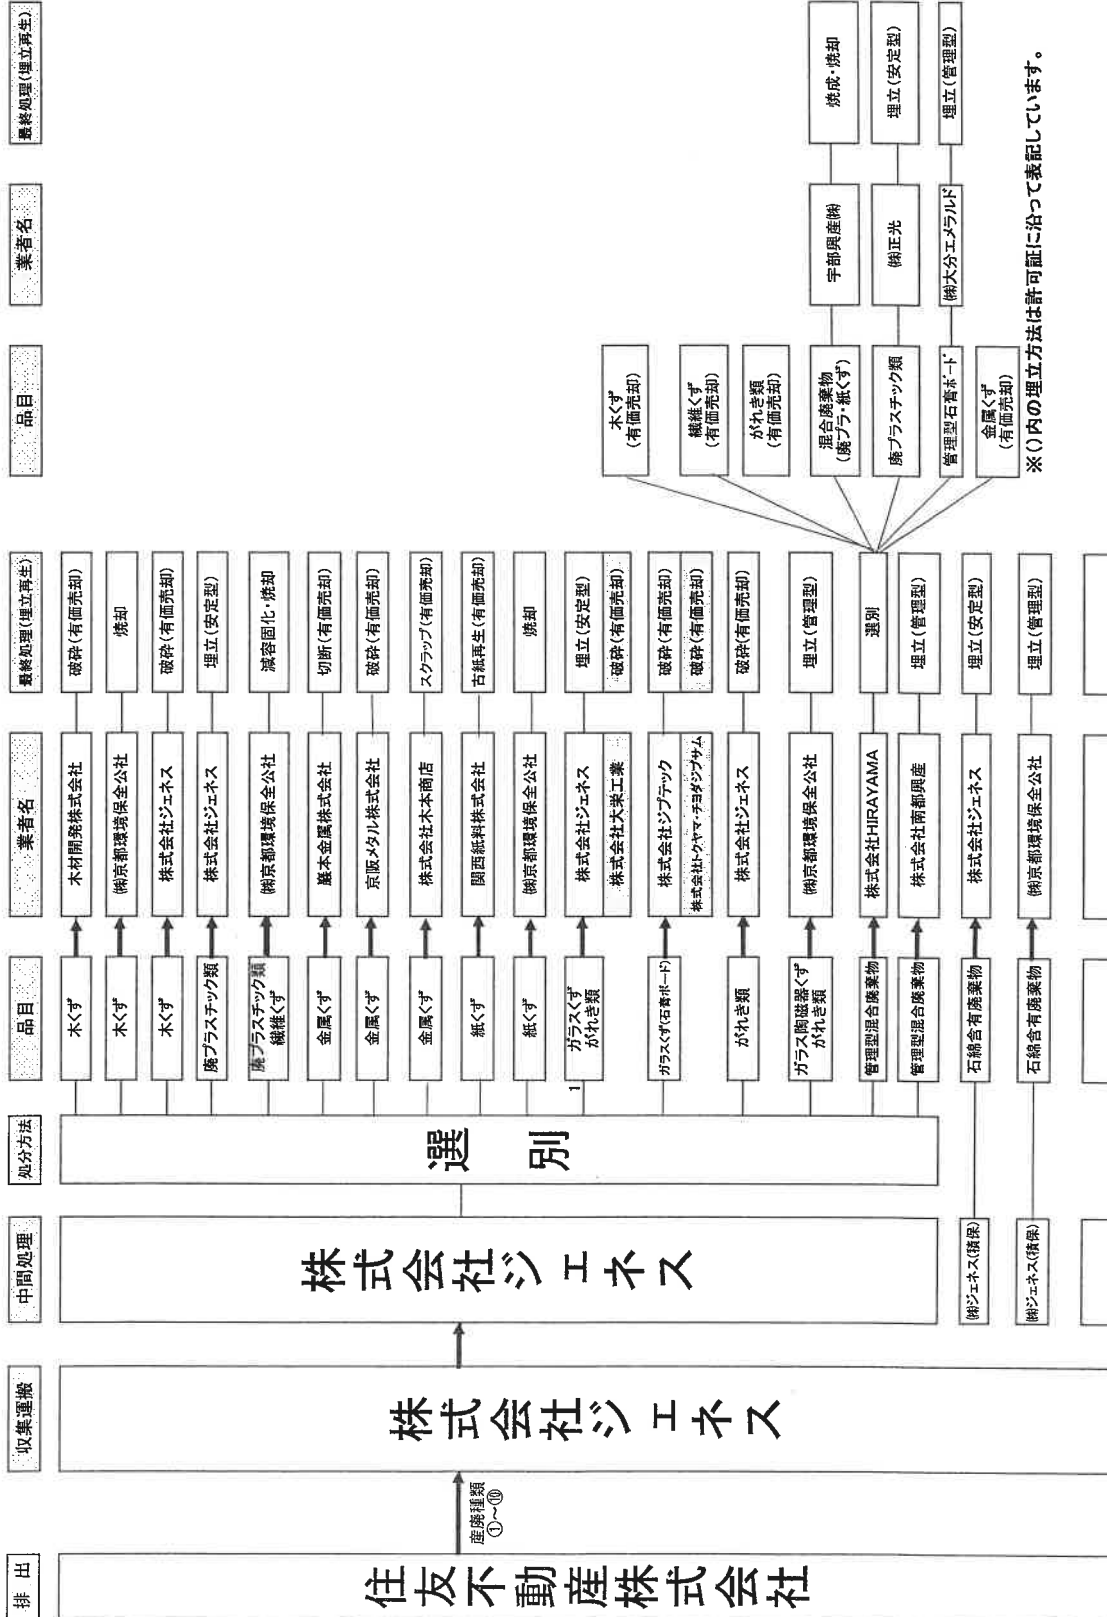 排出
収集運搬
中間処理
処分方法
品目
業者名
最終処理(埋立再生)
品目
業者名
最終処理(埋立再生)
住友不動産株式会社
産廃種類
①～⑩
株式会社ジェネス
株式会社ジェネス
選別
木くず
木材開発株式会社
破砕(有価売却)
木くず
㈱京都環境保全公社
焼却
木くず
株式会社ジェネス
破砕(有価売却)
廃プラスチック類
株式会社ジェネス
埋立(安定型)
廃プラスチック類
繊維くず
㈱京都環境保全公社
減容固化・焼却
金属くず
巌本金属株式会社
切断(有価売却)
金属くず
京阪メタル株式会社
破砕(有価売却)
金属くず
株式会社木本商店
スクラップ(有価売却)
紙くず
関西紙料株式会社
古紙再生(有価売却)
紙くず
㈱京都環境保全公社
焼却
1
ガラスくず
がれき類
株式会社ジェネス
埋立(安定型)
株式会社大栄工業
破砕(有価売却)
ガラスくず(石膏ボード)
株式会社ジプテック
破砕(有価売却)
株式会社トクヤマ・チヨダジプサム
破砕(有価売却)
がれき類
株式会社ジェネス
破砕(有価売却)
ガラス陶磁器くず
がれき類
㈱京都環境保全公社
埋立(管理型)
管理型混合廃棄物
株式会社HIRAYAMA
選別
管理型混合廃棄物
株式会社南都興産
埋立(管理型)
㈱ジェネス(積保)
石綿含有廃棄物
株式会社ジェネス
埋立(安定型)
㈱ジェネス(積保)
石綿含有廃棄物
㈱京都環境保全公社
埋立(管理型)
木くず
(有価売却)
繊維くず
(有価売却)
がれき類
(有価売却)
混合廃棄物
(廃プラ・紙くず)
宇部興産㈱
焼成・焼却
廃プラスチック類
㈱正光
埋立(安定型)
管理型石膏ボード
㈱大分エメラルド
埋立(管理型)
金属くず
(有価売却)
※()内の埋立方法は許可証に沿って表記しています。